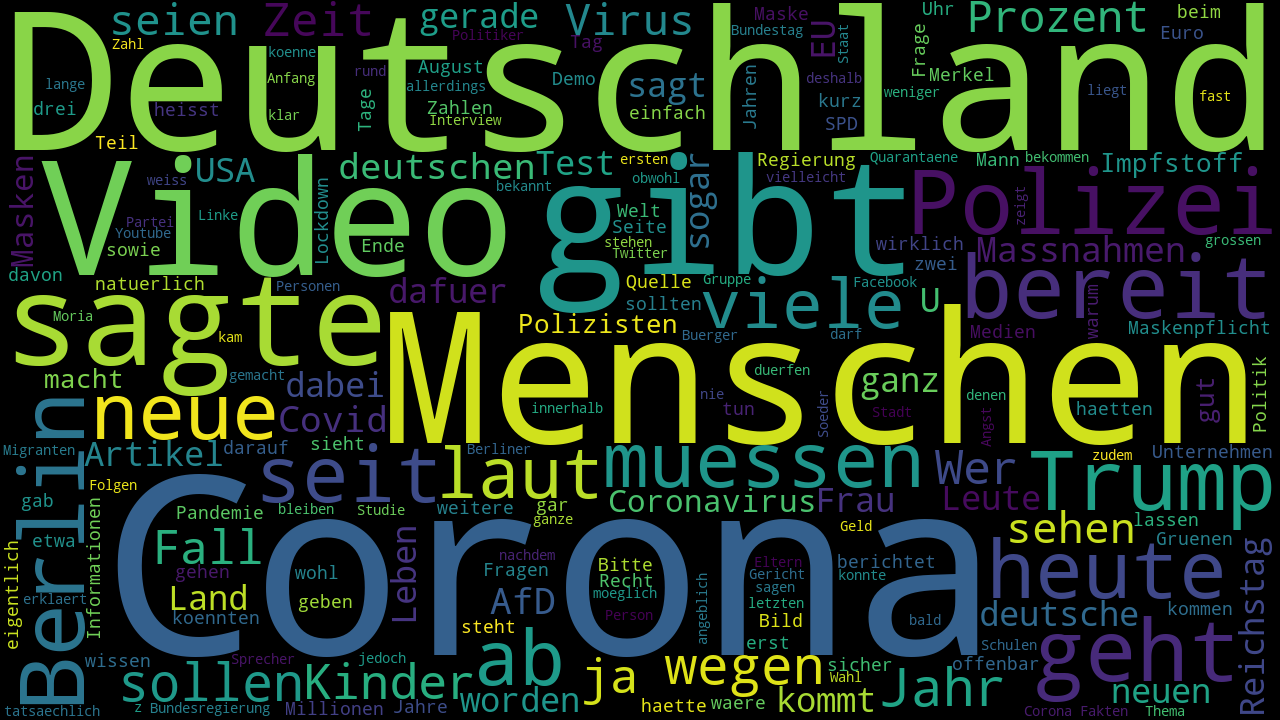 seien Zeit gerade Virus Maske Uhr Prozent beim
Deutschland
Zahl koenne Politiker Tag Bundestag EU staat Frage Euro
lange Anfang rund August allerdings Demo sagt Jahren deshalb Merkel weniger liegt fast
drei heisst klar Tage Zahlen Interview einfach kurz SPD
Teil
Masken weiss USA Lockdown deutschen Test ersten sogar Regierung Quarantaene Mann bekommen Impfstoff
Video gibt Polizei
bekannt obwohl vielleicht zeigt
Partei Linke Youtube sowie Ende Welt Seite stehen Twitter wirklich zwei Massnahmen grossen
davon natuerlich Personen dafuer Quelle Gruppe Facebook bereit
sagte Moria kam sollten viele U Medien warum Maskenpflicht
Polizisten Buerger darf
Menschen
macht gemacht dabei duerfen ganz denen gut Politik
neue Covid innerhalb nie tun Soeder Stadt Angst haetten
Berlin Migranten Artikel darauf sieht Berliner zudem Unternehmen
seit laut muessen Wer Trump
Folgen gab Informationen Coronavirus Frau Leute
Pandemie bleiben Studie weitere gar ganze Geld sehen lassen Gruenen
Corona
etwa Fall gehen wohl Leben nachdem Fragen Bitte Eltern berichtet heute Reichstag
eigentlich erklaert Land geben Recht moeglich Gericht konnte sagen
koennten AfD Person angeblich letzten Bild bald deutsche kommen
steht erst Schulen geht
wissen Sprecher jedoch ab wegen sicher offenbar
sollen Kinder worden ja Wahl Jahr neuen
tatsaechlich z Bundesregierung Millionen Jahre haette waere kommt Corona Fakten Thema